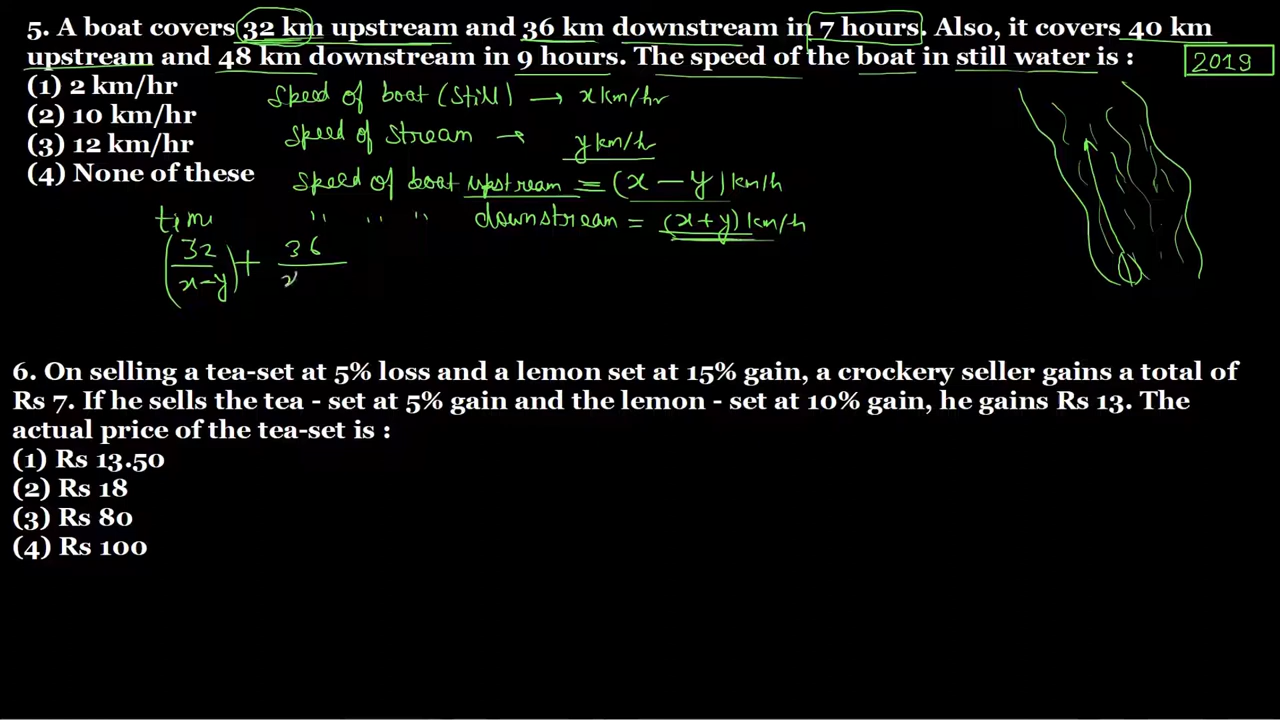 5. A boat covers 32 km upstream and 36 km downstream in 7 hours. Also, it covers 40 km
upstream and 48 km downstream in 9 hours. The speed of the boat in still water is :
2019
(1) 2 km/hr
(2) 10 km/hr
(3) 12 km/hr
(4) None of these
Speed of boat (Still) → x km/hr
Speed of Stream → y km/h
Speed of boat upstream = (x - y) km/h
" " " downstream = (x+y) km/h
time
(32/x-y) + 36/x
6. On selling a tea-set at 5% loss and a lemon set at 15% gain, a crockery seller gains a total of
Rs 7. If he sells the tea - set at 5% gain and the lemon - set at 10% gain, he gains Rs 13. The
actual price of the tea-set is :
(1) Rs 13.50
(2) Rs 18
(3) Rs 80
(4) Rs 100